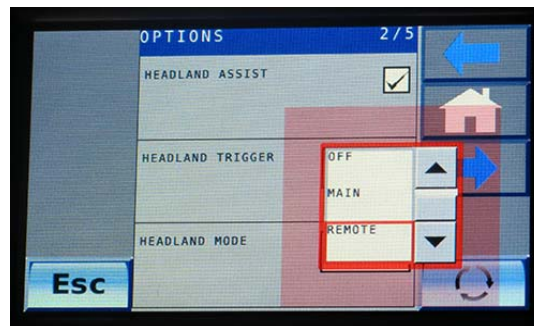 OPTIONS 2/5
HEADLAND ASSIST
HEADLAND TRIGGER
OFF
MAIN
REMOTE
HEADLAND MODE
Esc